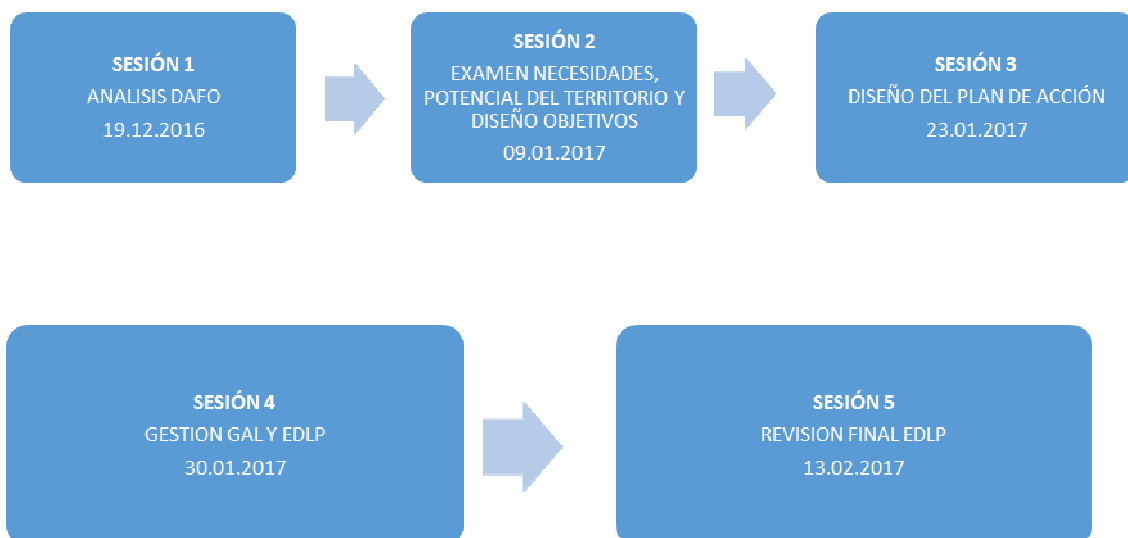 SESIÓN 1
ANALISIS DAFO
19.12.2016
SESIÓN 2
EXAMEN NECESIDADES,
POTENCIAL DEL TERRITORIO Y
DISEÑO OBJETIVOS
09.01.2017
SESIÓN 3
DISEÑO DEL PLAN DE ACCIÓN
23.01.2017
SESIÓN 4
GESTION GAL Y EDLP
30.01.2017
SESIÓN 5
REVISION FINAL EDLP
13.02.2017